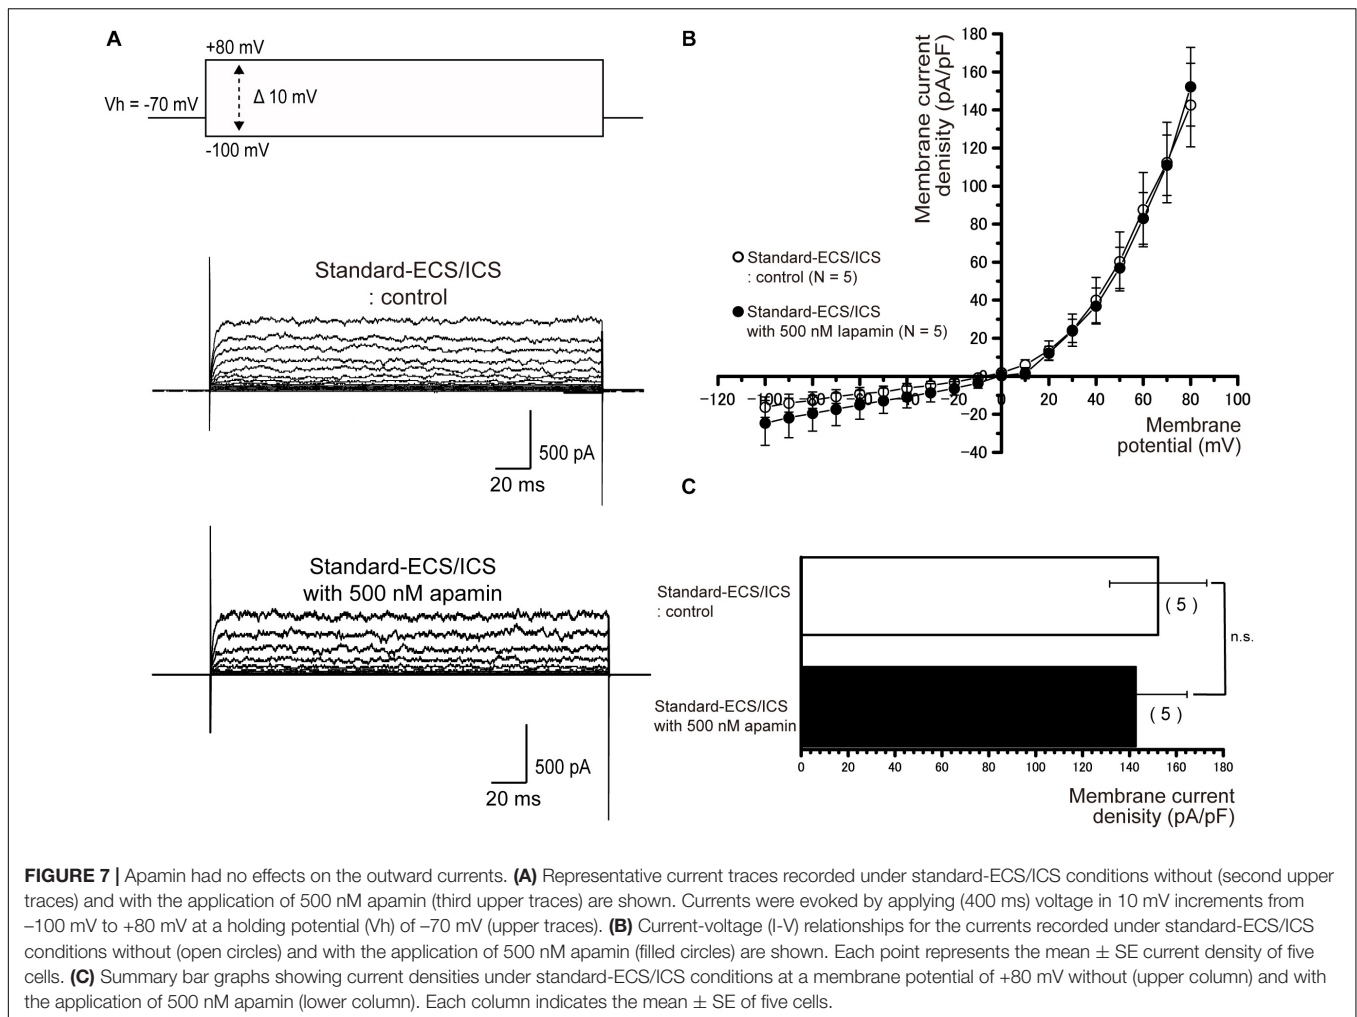 A
+80 mV
Vh = -70 mV
Δ 10 mV
-100 mV
Standard-ECS/ICS
: control
500 pA
20 ms
Standard-ECS/ICS
with 500 nM apamin
500 pA
20 ms
B
Membrane current
denisity (pA/pF)
180
160
140
120
100
80
60
40
20
0
−20
−40
−120
−100
−80
−20
0
20
40
60
80
100
Standard-ECS/ICS
: control (N = 5)
Standard-ECS/ICS
with 500 nM Iapamin (N = 5)
Membrane
potential (mV)
C
Standard-ECS/ICS
: control
( 5 )
n.s.
Standard-ECS/ICS
with 500 nM apamin
( 5 )
0 20 40 60 80 100 120 140 160 180
Membrane current
denisity (pA/pF)
FIGURE 7 | Apamin had no effects on the outward currents. (A) Representative current traces recorded under standard-ECS/ICS conditions without (second upper
traces) and with the application of 500 nM apamin (third upper traces) are shown. Currents were evoked by applying (400 ms) voltage in 10 mV increments from
–100 mV to +80 mV at a holding potential (Vh) of –70 mV (upper traces). (B) Current-voltage (I-V) relationships for the currents recorded under standard-ECS/ICS
conditions without (open circles) and with the application of 500 nM apamin (filled circles) are shown. Each point represents the mean ± SE current density of five
cells. (C) Summary bar graphs showing current densities under standard-ECS/ICS conditions at a membrane potential of +80 mV without (upper column) and with
the application of 500 nM apamin (lower column). Each column indicates the mean ± SE of five cells.